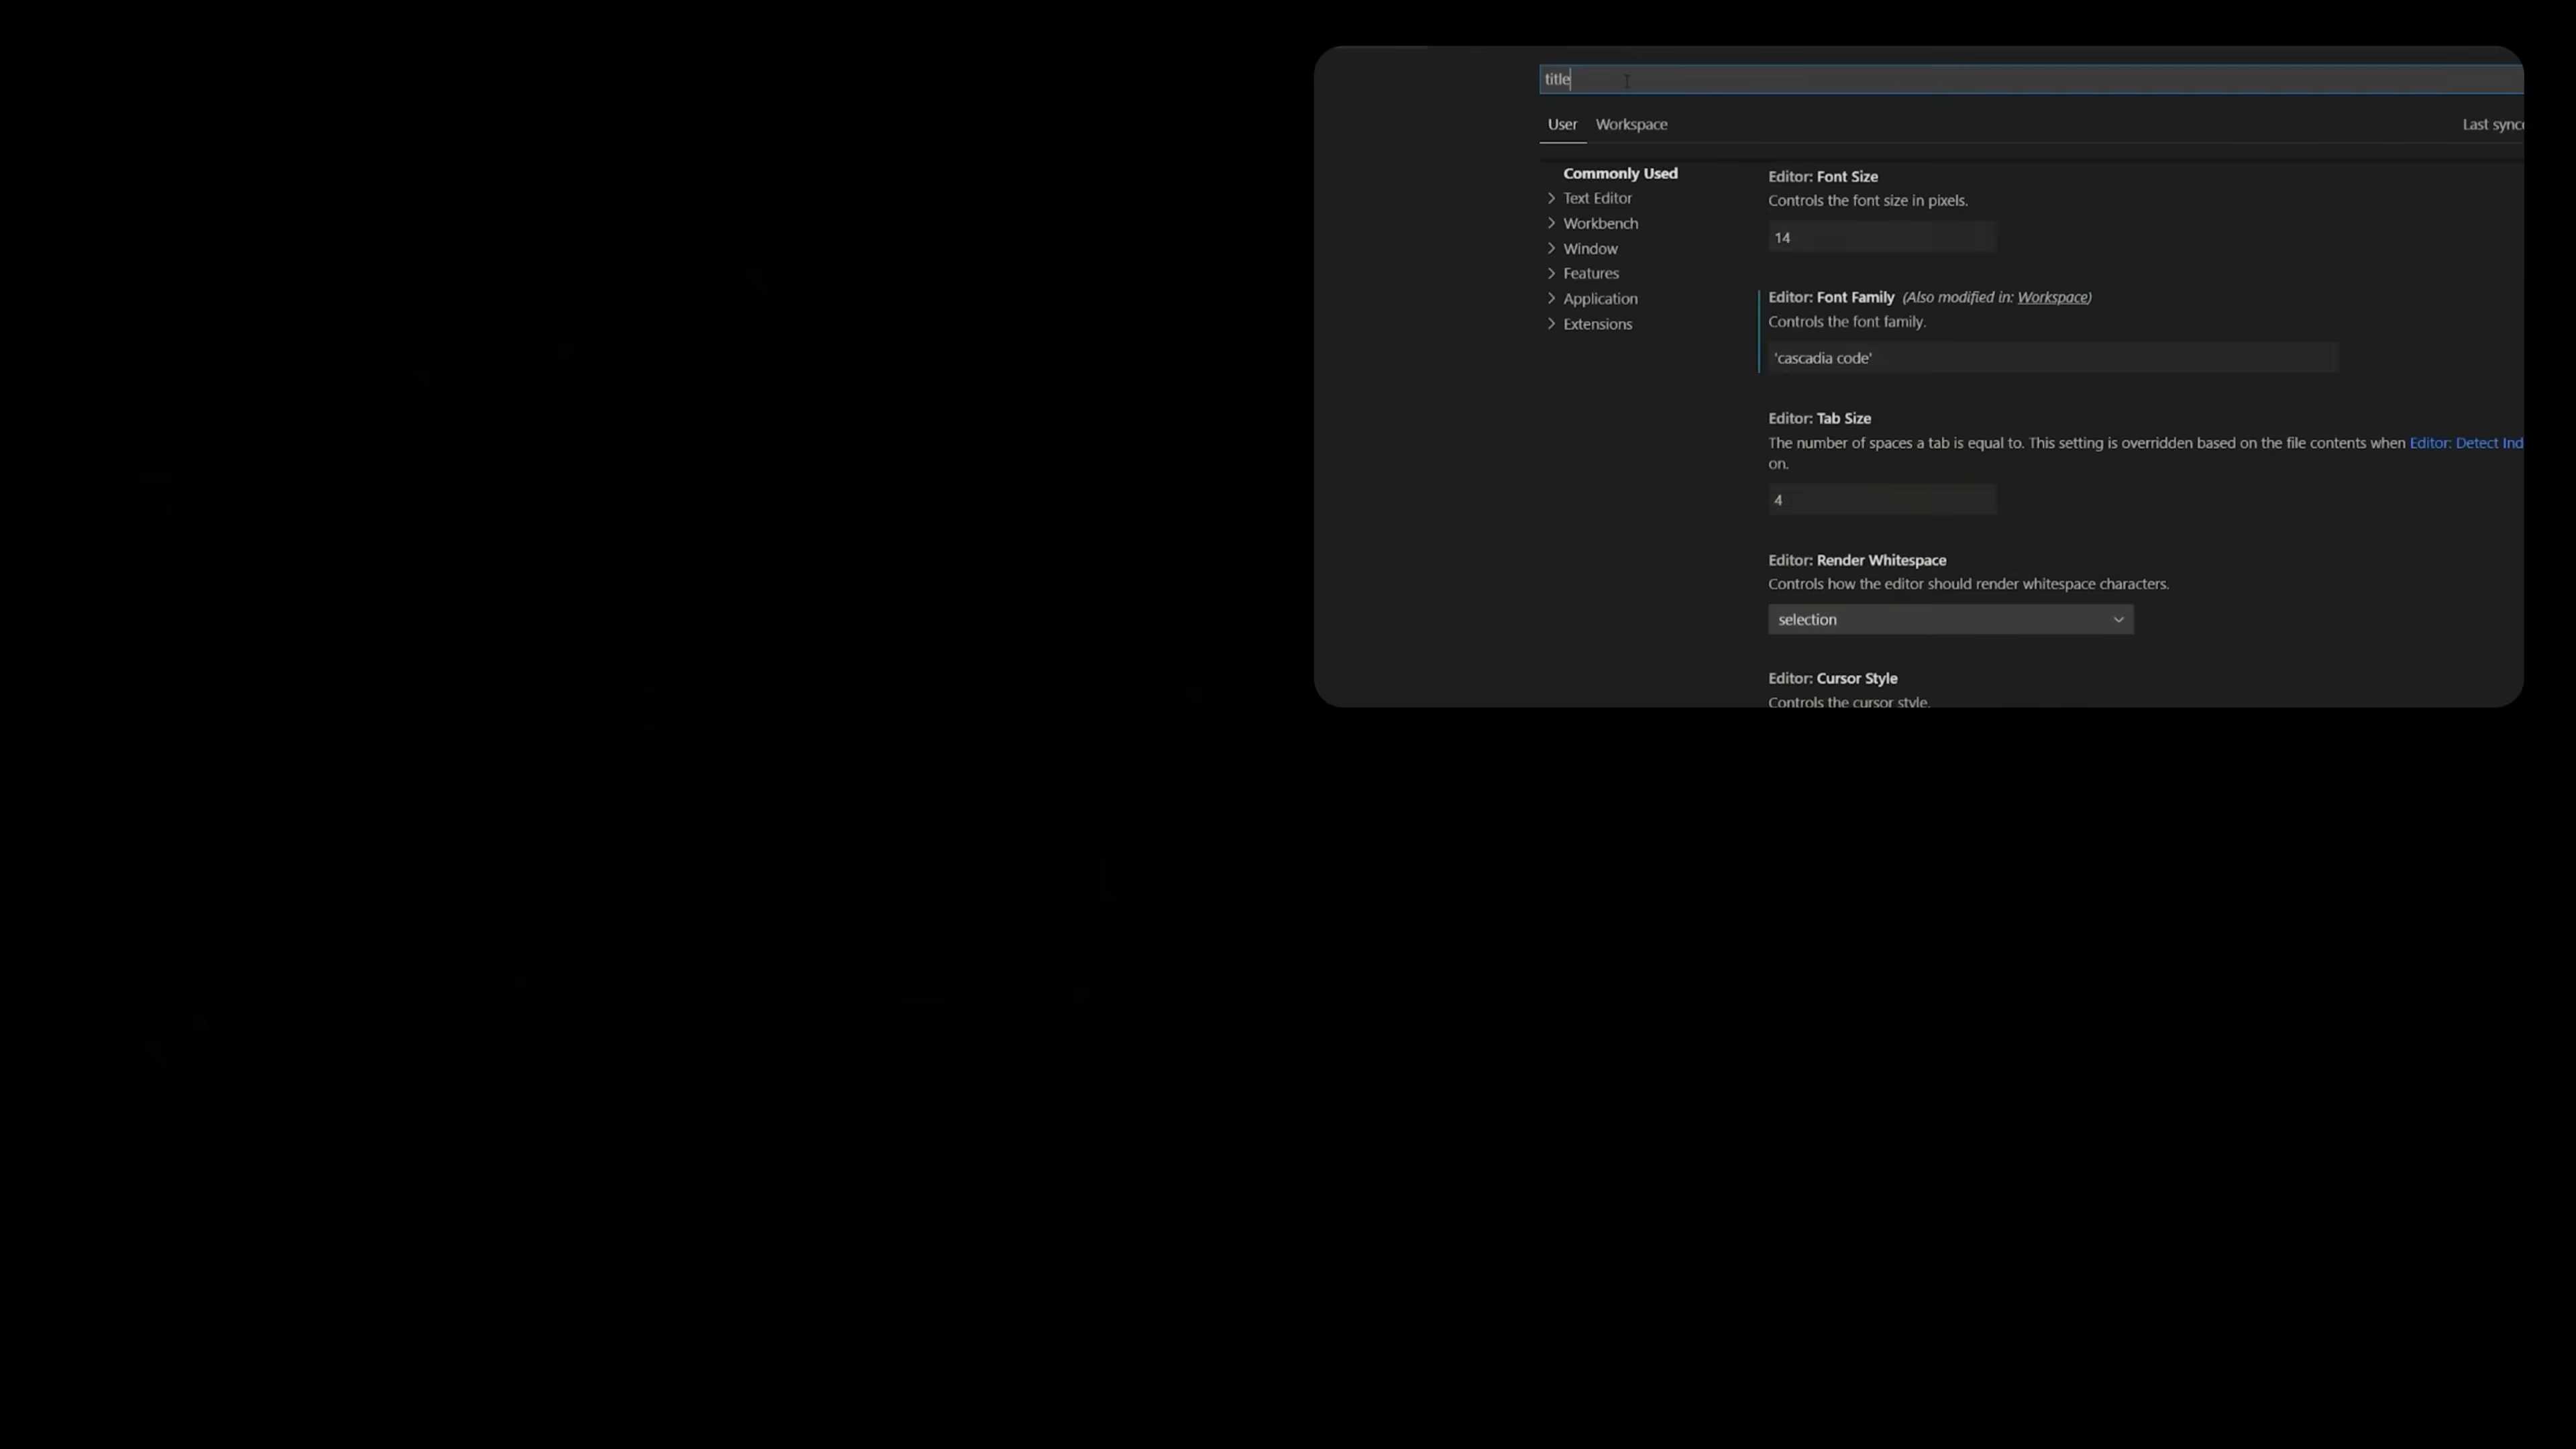 title
User Workspace
Last sync
Commonly Used
Text Editor
Workbench
Window
Features
Application
Extensions
Editor: Font Size
Controls the font size in pixels.
14
Editor: Font Family (Also modified in: Workspace)
Controls the font family.
'cascadia code'
Editor: Tab Size
The number of spaces a tab is equal to. This setting is overridden based on the file contents when Editor: Detect Ind
on.
4
Editor: Render Whitespace
Controls how the editor should render whitespace characters.
selection
Editor: Cursor Style
Controls the cursor style.